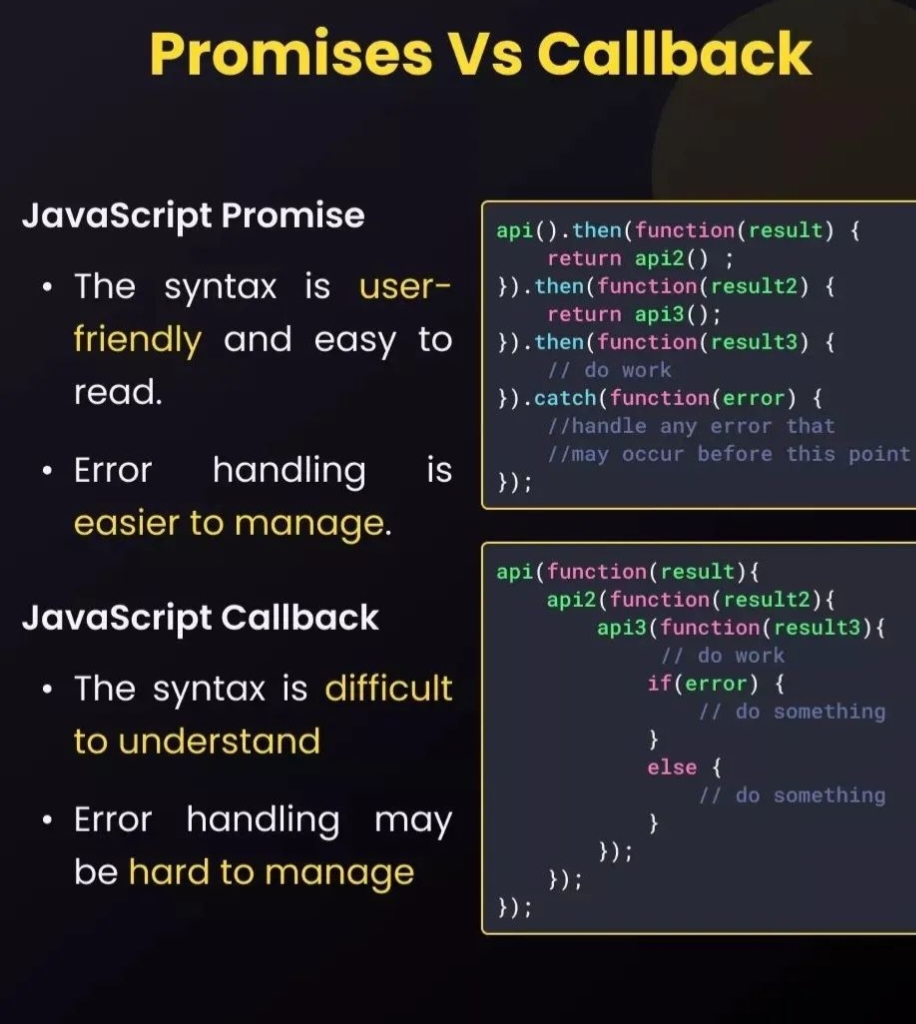 Promises Vs Callback
JavaScript Promise
• The syntax is user-
friendly and easy to
read.
• Error handling is
easier to manage.
JavaScript Callback
• The syntax is difficult
to understand
• Error handling may
be hard to manage
api().then(function(result) {
    return api2() ;
}).then(function(result2) {
    return api3();
}).then(function(result3) {
    // do work
}).catch(function(error) {
    //handle any error that
    //may occur before this point
});
api(function(result){
    api2(function(result2){
        api3(function(result3){
             // do work
            if(error) {
                // do something
            }
            else {
                // do something
            }
        });
    });
});